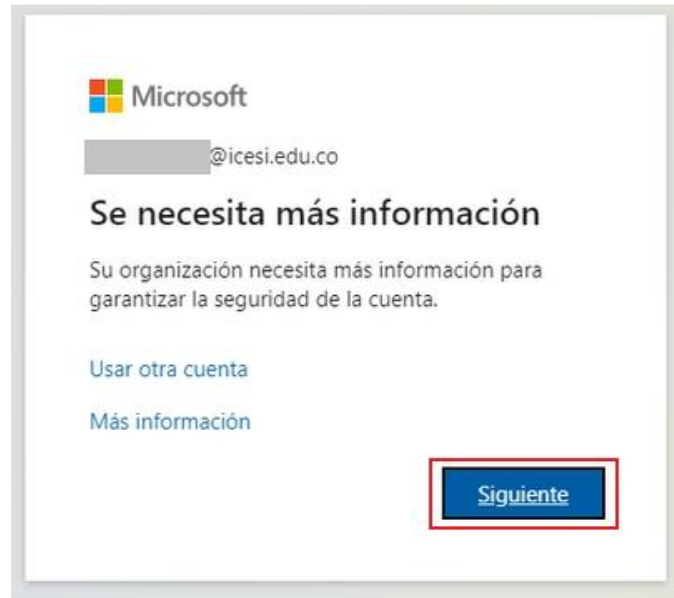 Microsoft
@icesi.edu.co
Se necesita más información
Su organización necesita más información para
garantizar la seguridad de la cuenta.
Usar otra cuenta
Más información
Siguiente